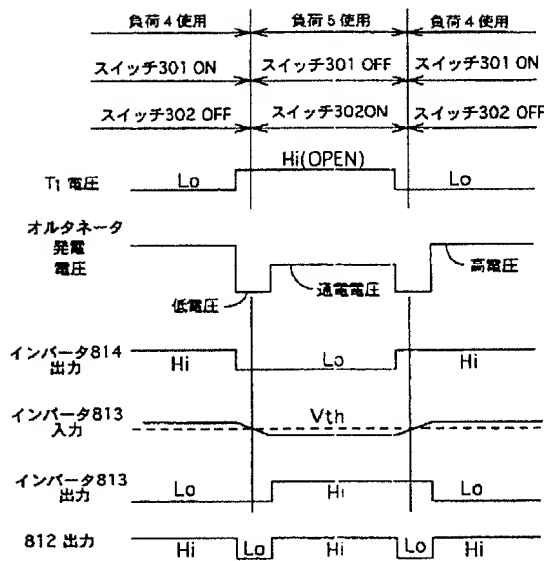 負荷4使用 負荷5使用 負荷4使用
スイッチ301 ON スイッチ301 OFF スイッチ301 ON
スイッチ302 OFF スイッチ302ON スイッチ302 OFF
T1 電圧 Lo Hi(OPEN) Lo
オルタネータ
発電
電圧
低電圧 通電電圧 高電圧
インバータ814
出力
Hi Lo Hi
インバータ813
入力
Vth
インバータ813
出力
Lo Hi Lo
812 出力
Hi Lo Hi Lo Hi